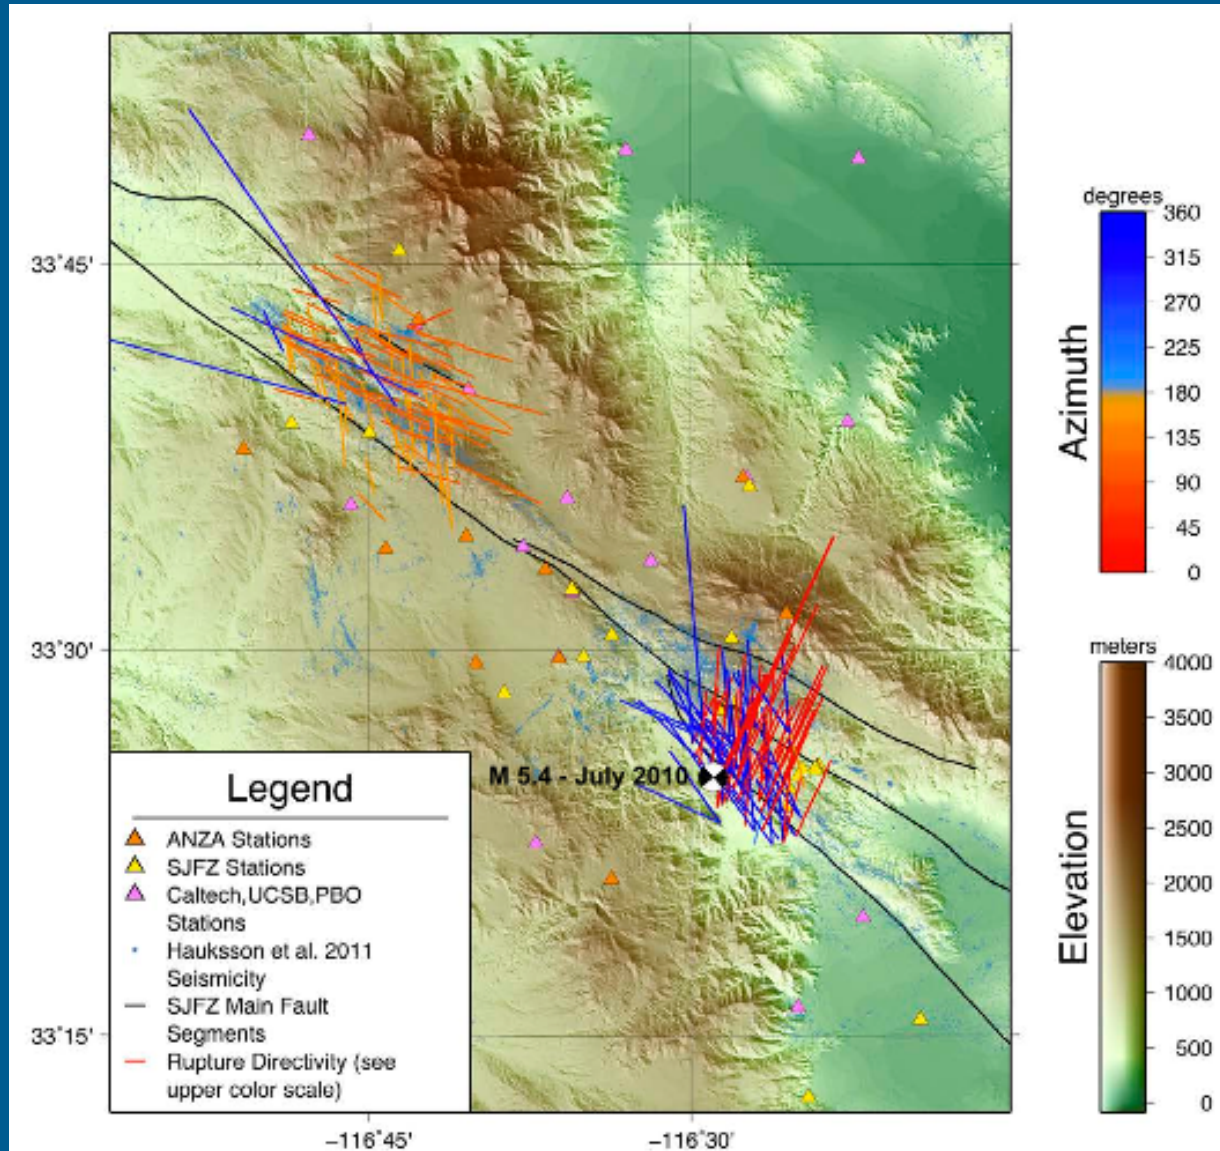 degrees
360
315
270
225
180
135
90
45
0
Azimuth
33°45'
33°30'
33°15'
−116°45'
−116°30'
M 5.4 - July 2010
meters
4000
3500
3000
2500
2000
1500
1000
500
0
Elevation
Legend
ANZA Stations
SJFZ Stations
Caltech,UCSB,PBO
Stations
Hauksson et al. 2011
Seismicity
SJFZ Main Fault
Segments
Rupture Directivity (see
upper color scale)